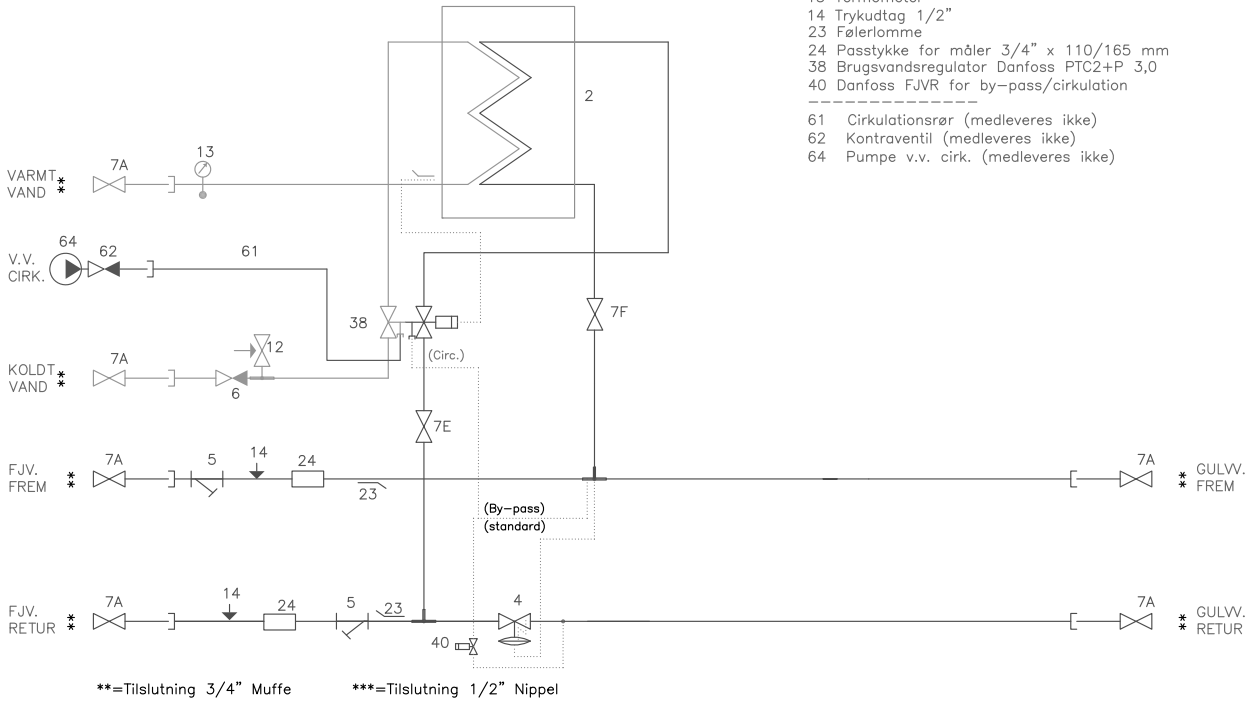 14 Trykudtag 1/2"
23 Følerlomme
24 Passtykke for måler 3/4" x 110/165 mm
38 Brugsvandsregulator Danfoss PTC2+P 3,0
40 Danfoss FJVR for by-pass/cirkulation
--------------
61 Cirkulationsrør (medleveres ikke)
62 Kontraventil (medleveres ikke)
64 Pumpe v.v. cirk. (medleveres ikke)
2
VARMT
VAND **
7A
13
V.V.
CIRK.
64
62
61
38
7F
(Circ.)
KOLDT
VAND **
7A
6
12
7E
FJV.
FREM **
7A
5
14
24
23
(By-pass)
(standard)
7A
** GULVV.
FREM
FJV.
RETUR **
7A
14
24
5
23
4
40
7A
** GULVV.
RETUR
**=Tilslutning 3/4" Muffe
***=Tilslutning 1/2" Nippel